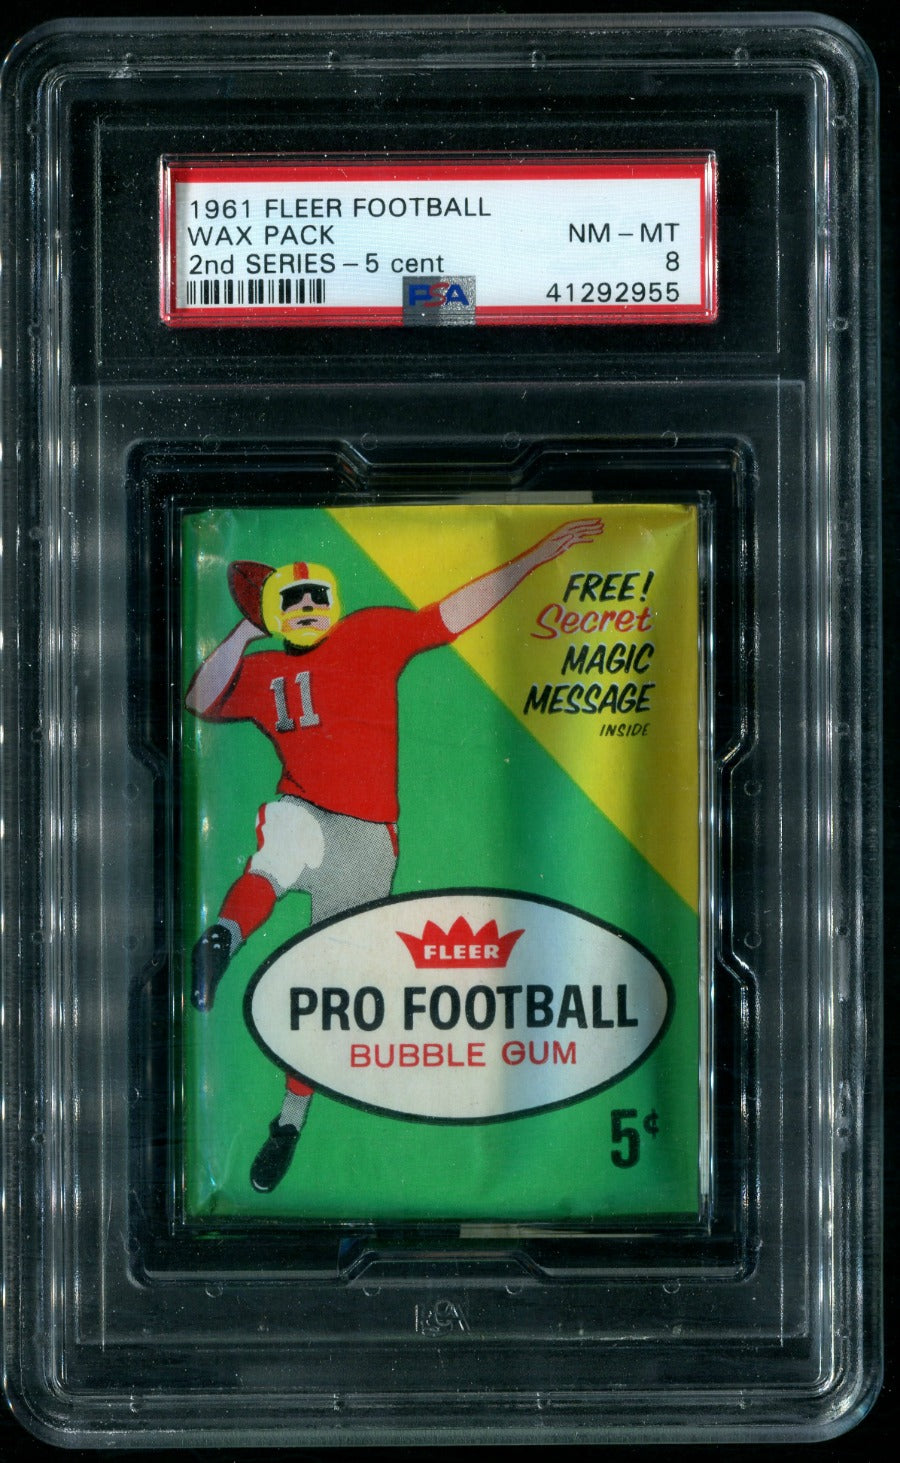 1961 FLEER FOOTBALL
WAX PACK NM-MT
2nd SERIES-5 cent 8
PSA 41292955
FREE!
Secret
MAGIC
MESSAGE
INSIDE
11
FLEER
PRO FOOTBALL
BUBBLE GUM
5¢
PSA